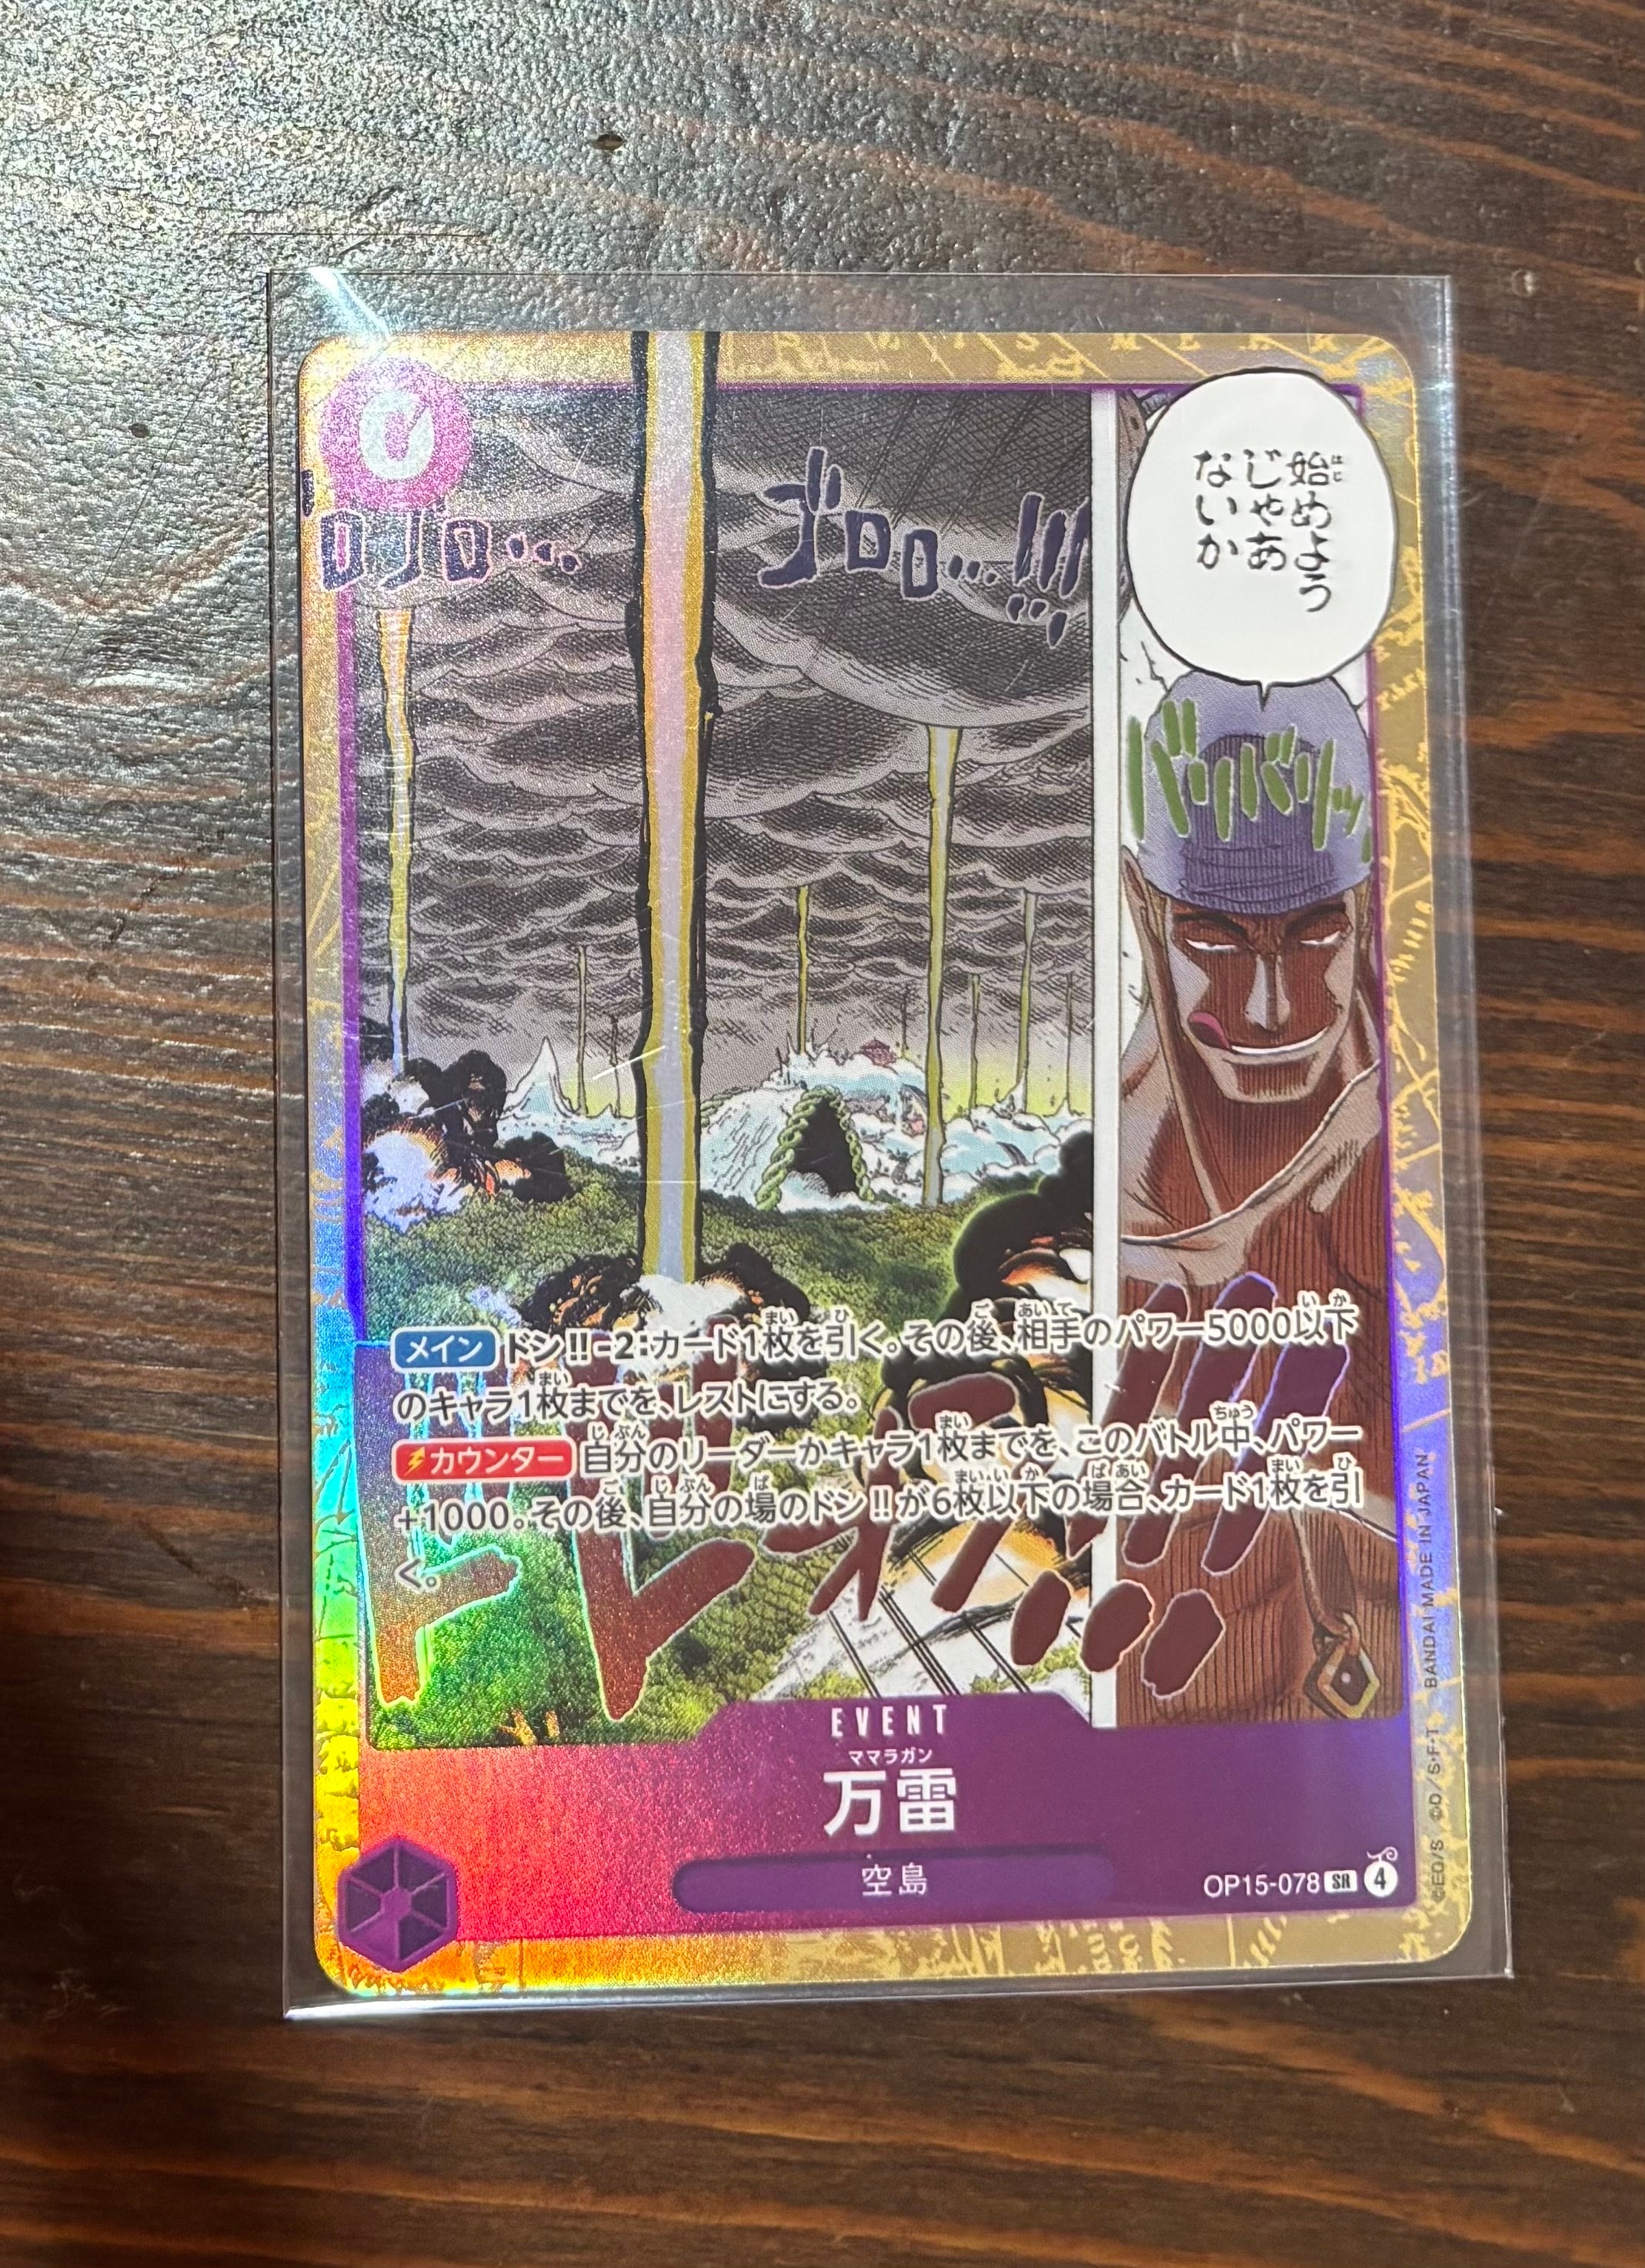 0
ゴロゴロ…
ゴロロ…!!!
始めよう
じゃあ
ないか
バリバリッ
メイン ドン!!-2:カード1枚を引く。その後、相手のパワー5000以下
のキャラ1枚までを、レストにする。
カウンター 自分のリーダーかキャラ1枚までを、このバトル中、パワー
+1000。その後、自分の場のドン!!が6枚以下の場合、カード1枚を引
く。
EVENT
ママラガン
万雷
空島
OP15-078 SR 4
©E.O/S ©D/S・F・T BANDAI MADE IN JAPAN